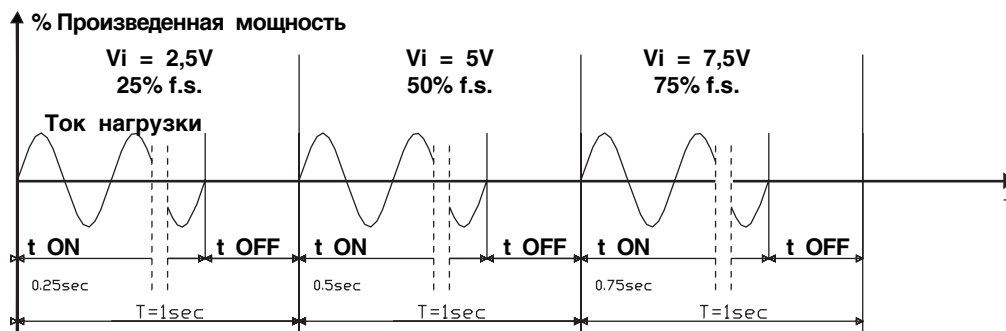 % Произведенная мощность
Vi = 2,5V Vi = 5V Vi = 7,5V
25% f.s. 50% f.s. 75% f.s.
Ток нагрузки
t ON t OFF t ON t OFF t ON t OFF
0.25sec 0.5sec 0.75sec
T=1sec T=1sec T=1sec